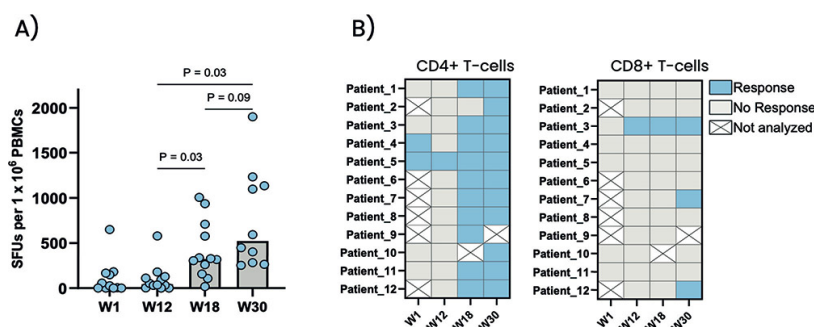 A)
SFUs per 1 x 10⁶ PBMCs
2000
1500
1000
500
0
P = 0.03
P = 0.09
P = 0.03
W1 W12 W18 W30
B)
CD4+ T-cells
Patient_1
Patient_2
Patient_3
Patient_4
Patient_5
Patient_6
Patient_7
Patient_8
Patient_9
Patient_10
Patient_11
Patient_12
W1 W12 W18 W30
CD8+ T-cells
Patient_1
Patient_2
Patient_3
Patient_4
Patient_5
Patient_6
Patient_7
Patient_8
Patient_9
Patient_10
Patient_11
Patient_12
W1 W12 W18 W30
Response
No Response
Not analyzed